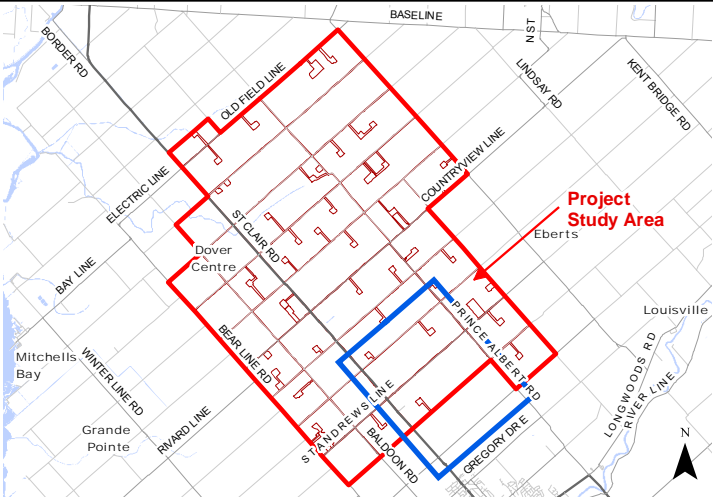 BASELINE
BORDER RD
N ST
OLD FIELD LINE
LINDSAY RD
KENT BRIDGE RD
COUNTRYVIEW LINE
ELECTRIC LINE
Project
Study Area
ST CLAIR RD
Eberts
Dover
Centre
BAY LINE
Louisville
PRINCE ALBERT RD
BEAR LINE RD
Mitchells
Bay
WINTER LINE RD
LONGWOODS RD
RIVER LINE
RIVARD LINE
Grande
Pointe
ST ANDREWS LINE
BALDOON RD
GREGORY DR E
N